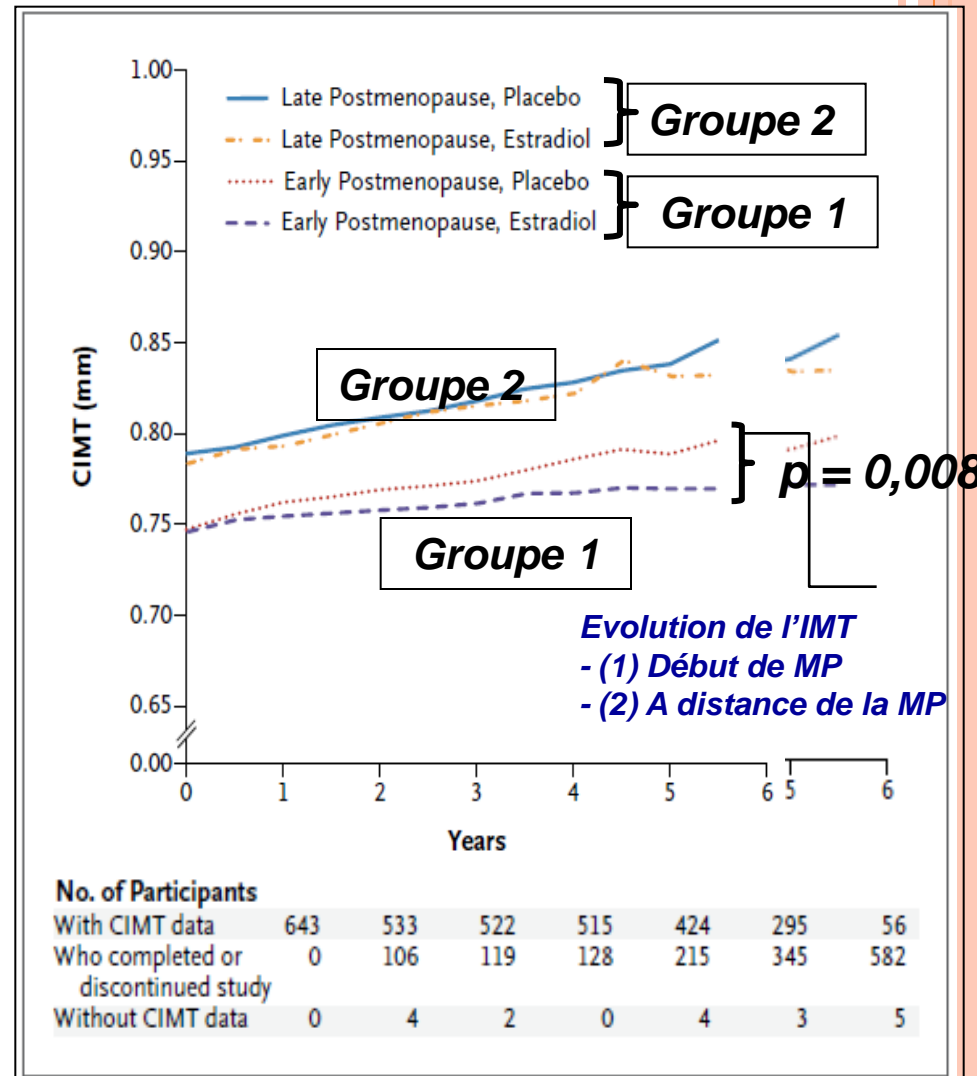 1.00
Late Postmenopause, Placebo
Late Postmenopause, Estradiol
Groupe 2
Early Postmenopause, Placebo
Early Postmenopause, Estradiol
Groupe 1
0.95
0.90
0.85
Groupe 2
0.80
p = 0,008
0.75
Groupe 1
0.70
Evolution de l'IMT
- (1) Début de MP
- (2) A distance de la MP
0.65
0.00
CIMT (mm)
0 1 2 3 4 5 6 5 6
Years
No. of Participants
With CIMT data 643 533 522 515 424 295 56
Who completed or 0 106 119 128 215 345 582
discontinued study
Without CIMT data 0 4 2 0 4 3 5